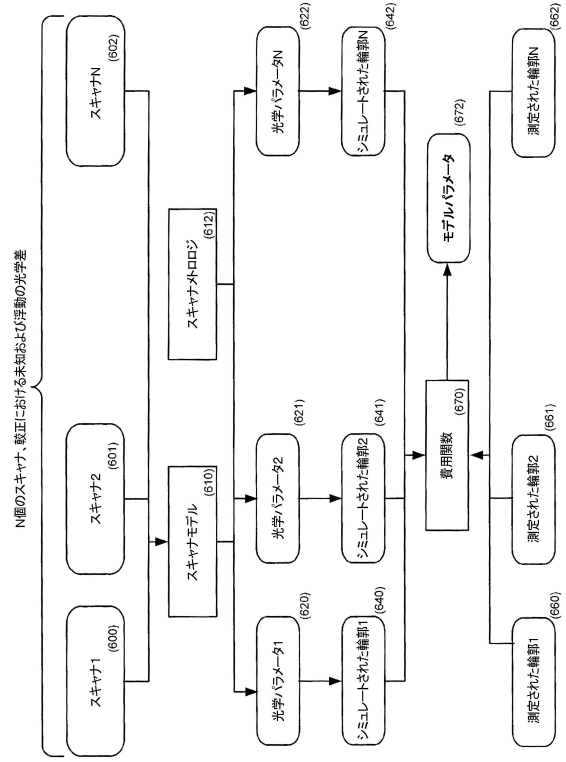 N個のスキャナ、較正における未知および浮動の光学差
スキャナ1
(600)
スキャナ2
(601)
スキャナN
(602)
スキャナモデル
(610)
スキャナメトロロジ
(612)
光学パラメータ1
(620)
光学パラメータ2
(621)
光学パラメータN
(622)
シミュレートされた輪郭1
(640)
シミュレートされた輪郭2
(641)
シミュレートされた輪郭N
(642)
費用関数
(670)
モデルパラメータ
(672)
測定された輪郭1
(660)
測定された輪郭2
(661)
測定された輪郭N
(662)